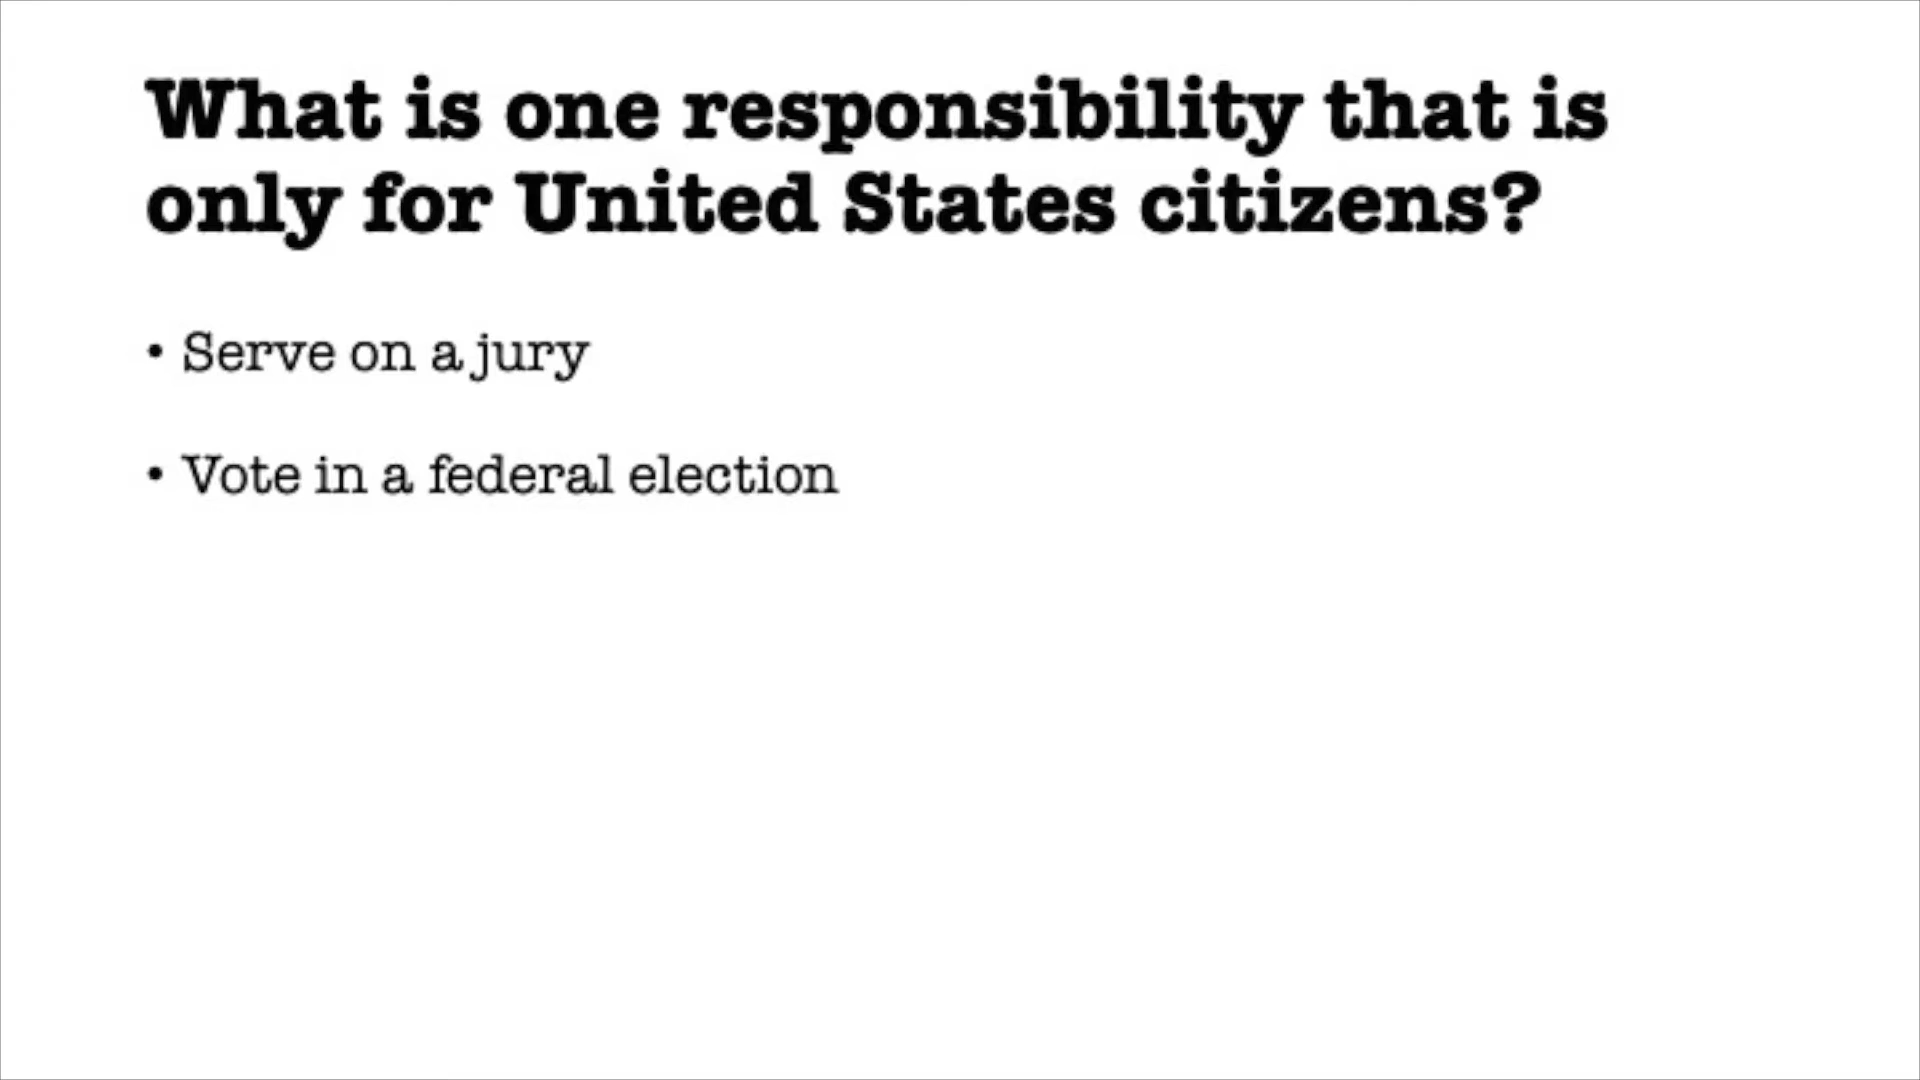 What is one responsibility that is
only for United States citizens?
• Serve on a jury
• Vote in a federal election